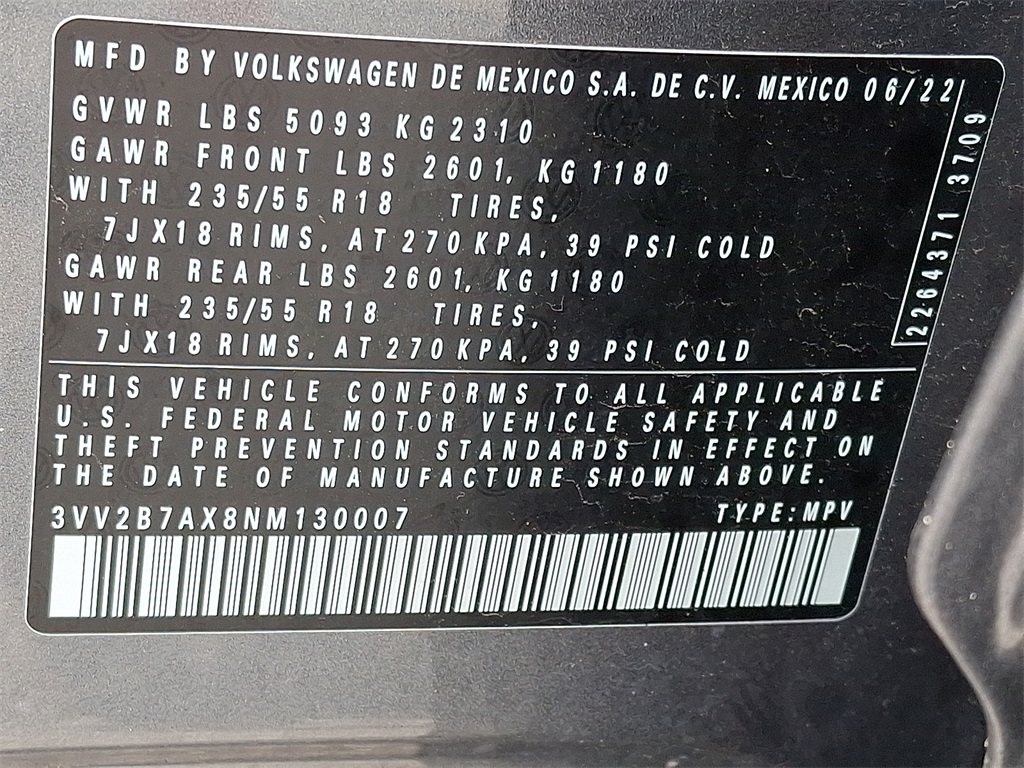 MFD BY VOLKSWAGEN DE MEXICO S.A. DE C.V. MEXICO 06/22
GVWR LBS 5093 KG 2310
GAWR FRONT LBS 2601, KG 1180
WITH 235/55 R18 TIRES,
7JX18 RIMS, AT 270 KPA, 39 PSI COLD
GAWR REAR LBS 2601, KG 1180
WITH 235/55 R18 TIRES,
7JX18 RIMS, AT 270 KPA, 39 PSI COLD
2264371 3709
THIS VEHICLE CONFORMS TO ALL APPLICABLE
U.S. FEDERAL MOTOR VEHICLE SAFETY AND
THEFT PREVENTION STANDARDS IN EFFECT ON
THE DATE OF MANUFACTURE SHOWN ABOVE.
3VV2B7AX8NM130007 TYPE: MPV